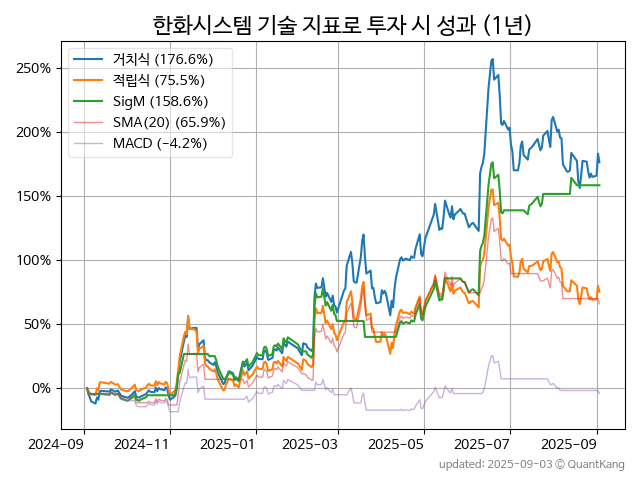 한화시스템 기술 지표로 투자 시 성과 (1년)
거치식 (176.6%)
적립식 (75.5%)
SigM (158.6%)
SMA(20) (65.9%)
MACD (−4.2%)
250%
200%
150%
100%
50%
0%
2024-09 2024-11 2025-01 2025-03 2025-05 2025-07 2025-09
updated: 2025-09-03 © QuantKang